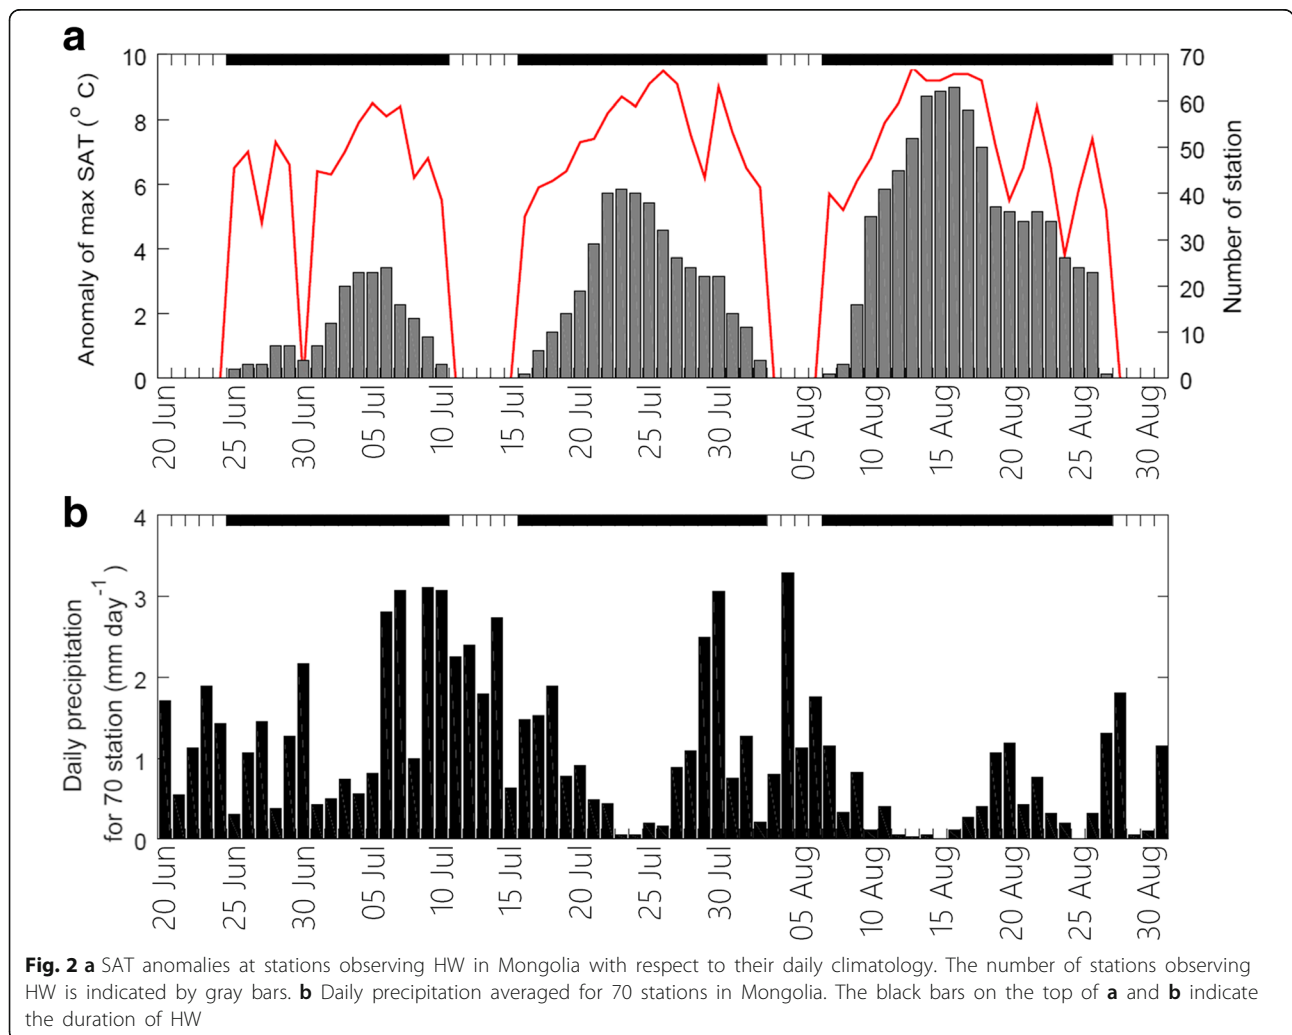 a
10
8
6
4
2
0
Anomaly of max SAT ( o C)
70
60
50
40
30
20
10
0
Number of station
20 Jun
25 Jun
30 Jun
05 Jul
10 Jul
15 Jul
20 Jul
25 Jul
30 Jul
05 Aug
10 Aug
15 Aug
20 Aug
25 Aug
30 Aug
b
4
3
2
1
0
Daily precipitation
for 70 station (mm day-1 )
20 Jun
25 Jun
30 Jun
05 Jul
10 Jul
15 Jul
20 Jul
25 Jul
30 Jul
05 Aug
10 Aug
15 Aug
20 Aug
25 Aug
30 Aug
Fig. 2 a SAT anomalies at stations observing HW in Mongolia with respect to their daily climatology. The number of stations observing
HW is indicated by gray bars. b Daily precipitation averaged for 70 stations in Mongolia. The black bars on the top of a and b indicate
the duration of HW